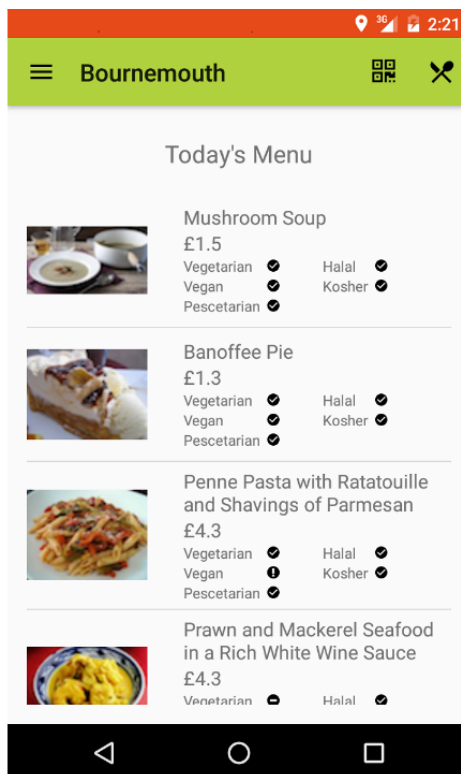 3G 2:21
Bournemouth
Today's Menu
Mushroom Soup
£1.5
Vegetarian Halal
Vegan Kosher
Pescetarian
Banoffee Pie
£1.3
Vegetarian Halal
Vegan Kosher
Pescetarian
Penne Pasta with Ratatouille
and Shavings of Parmesan
£4.3
Vegetarian Halal
Vegan Kosher
Pescetarian
Prawn and Mackerel Seafood
in a Rich White Wine Sauce
£4.3
Vegetarian Halal